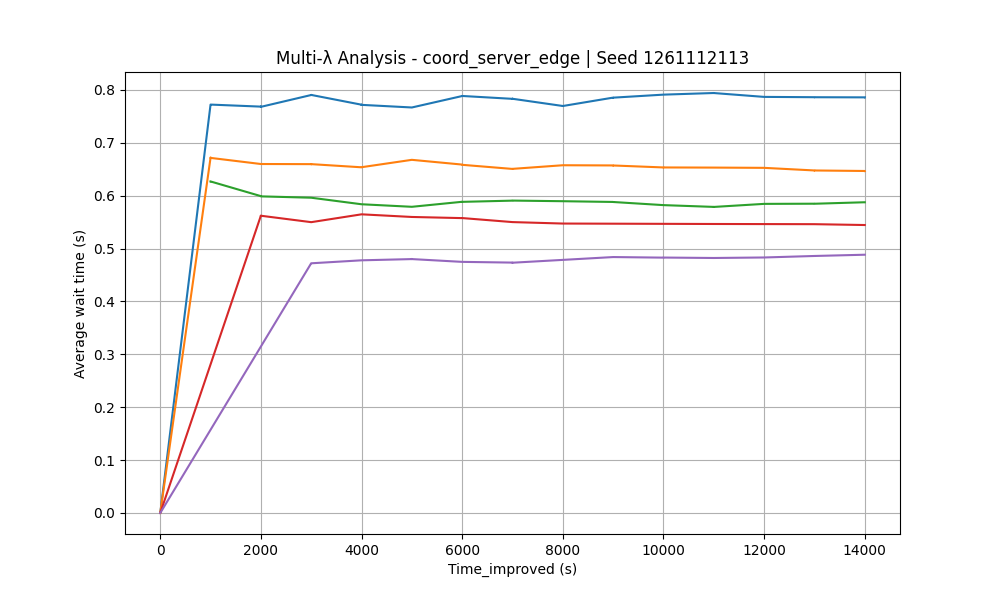 Multi-λ Analysis - coord_server_edge | Seed 1261112113
Average wait time (s)
0.8
0.7
0.6
0.5
0.4
0.3
0.2
0.1
0.0
0 2000 4000 6000 8000 10000 12000 14000
Time_improved (s)